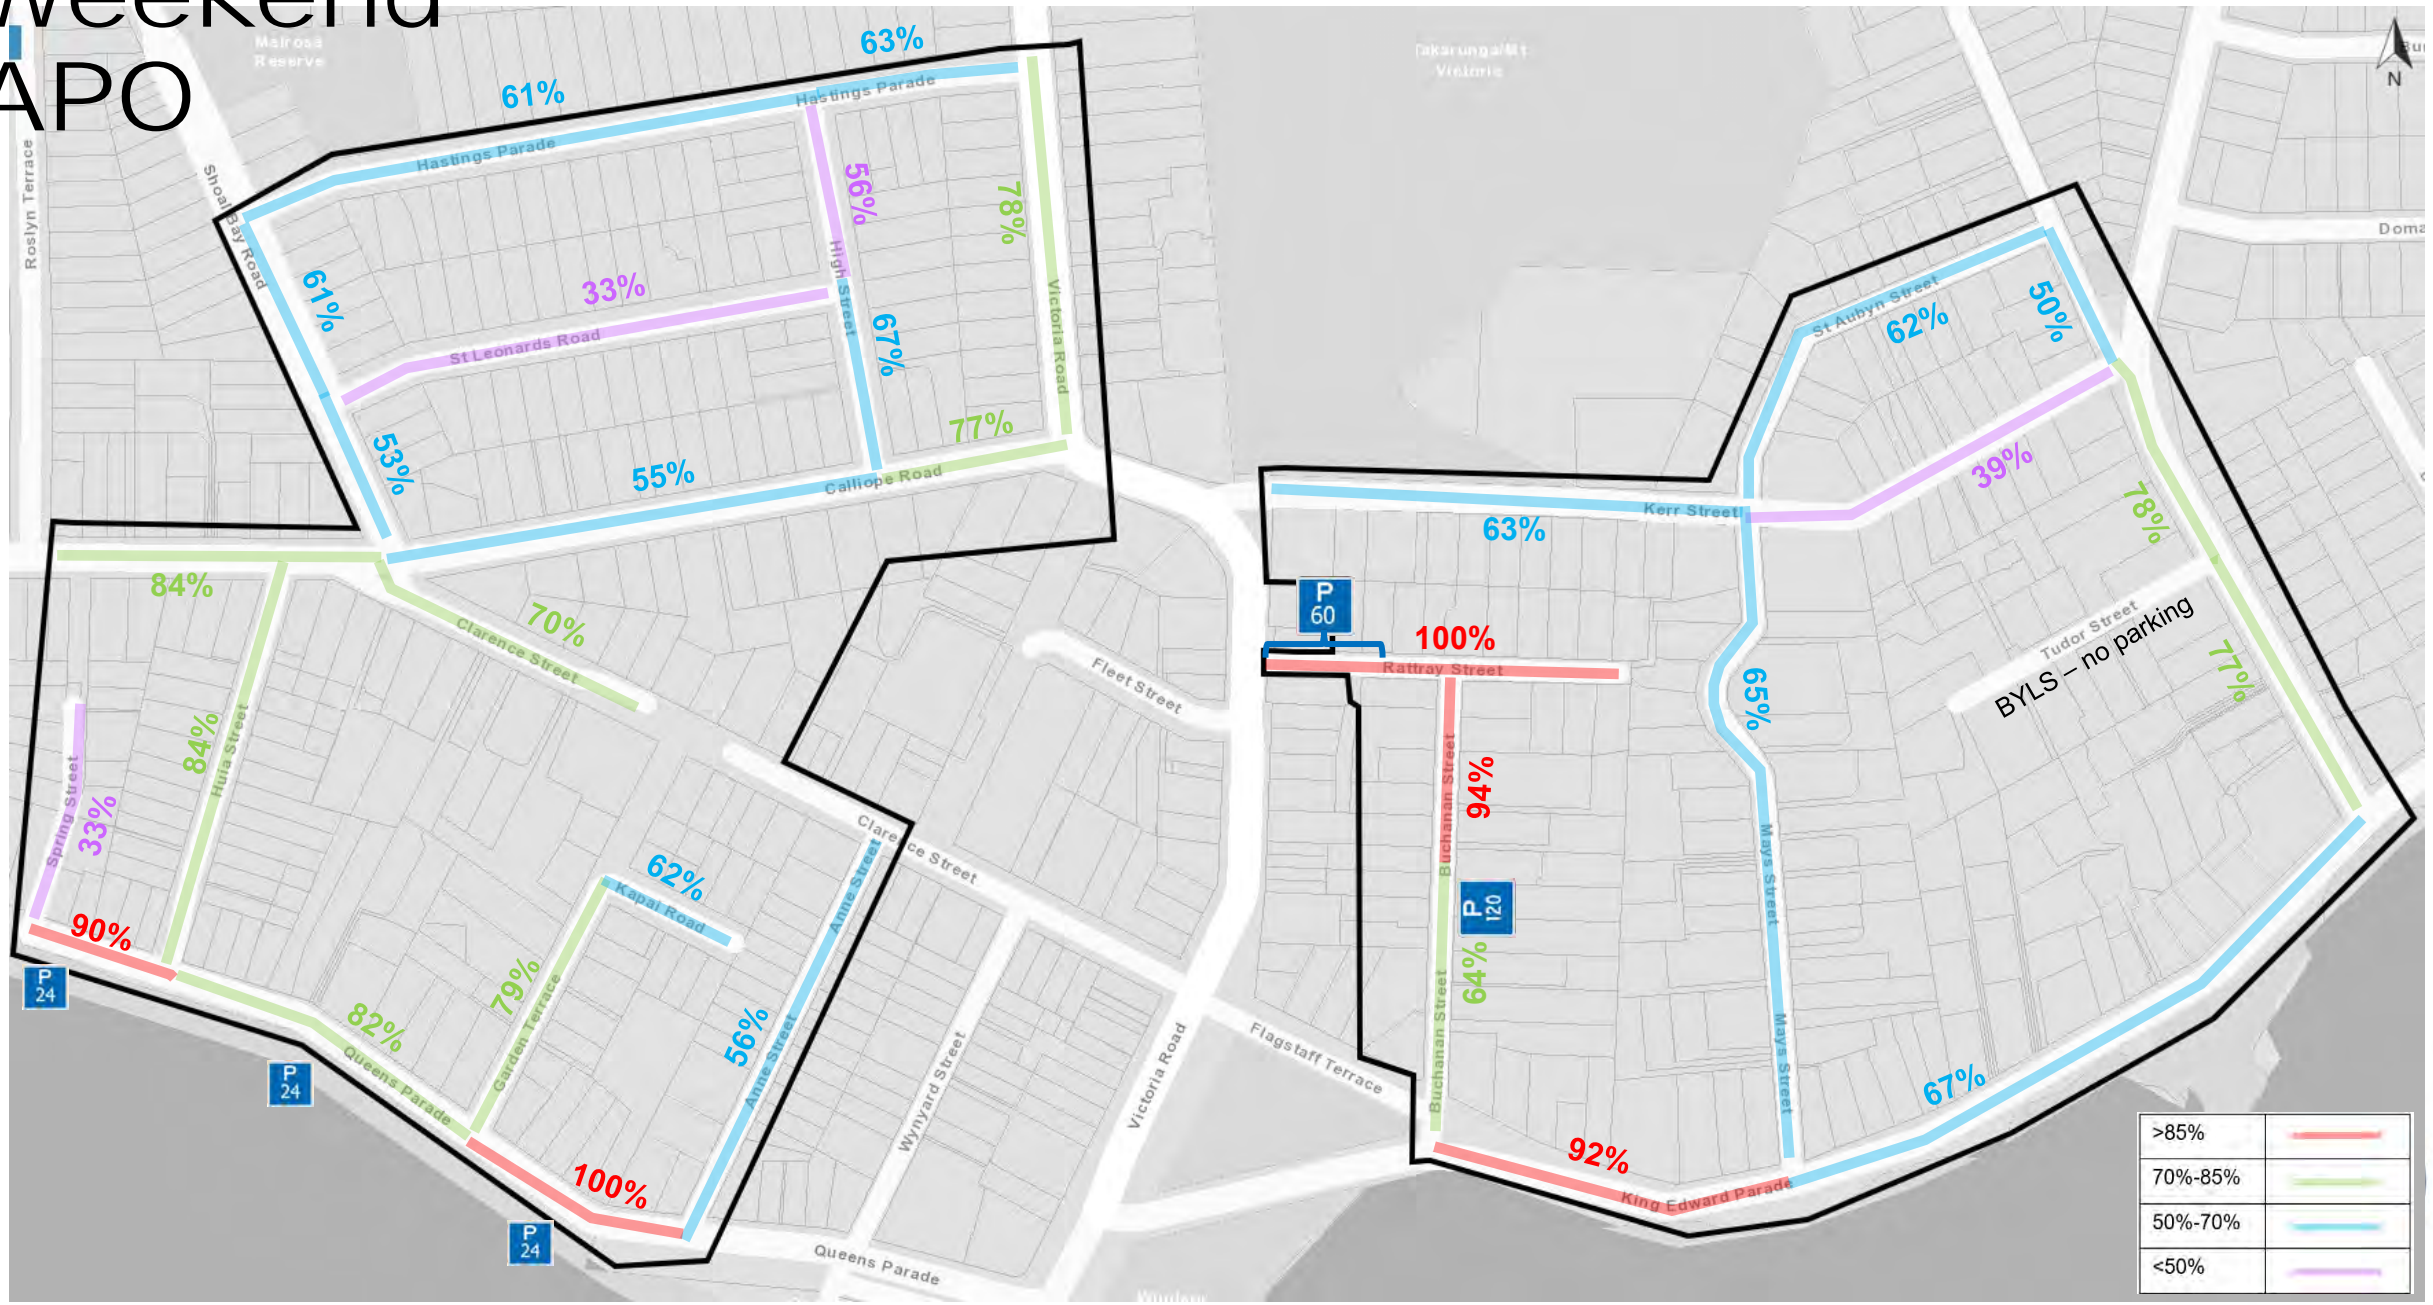 Weekend
APO
Melrose
Reserve
Takarunga/Mt
Victoria
N
63%
Hastings Parade
61%
Hastings Parade
Roslyn Terrace
Shoal Bay Road
56%
78%
High Street
61%
33%
St Leonards Road
67%
Victoria Road
53%
55%
77%
Calliope Road
St Aubyn Street
62%
50%
39%
Kerr Street
63%
78%
84%
70%
Clarence Street
P
60
100%
Rattray Street
Fleet Street
Tudor Street
BYLS – no parking
77%
65%
84%
Huia Street
Spring Street
33%
94%
Buchanan Street
Mays Street
Clarence Street
62%
Kapai Road
Anne Street
P
120
90%
P
24
79%
Garden Terrace
64%
Buchanan Street
82%
Queens Parade
P
24
56%
Anne Street
Wynyard Street
Victoria Road
Flagstaff Terrace
Mays Street
67%
92%
King Edward Parade
100%
P
24
Queens Parade
>85%
70%-85%
50%-70%
<50%